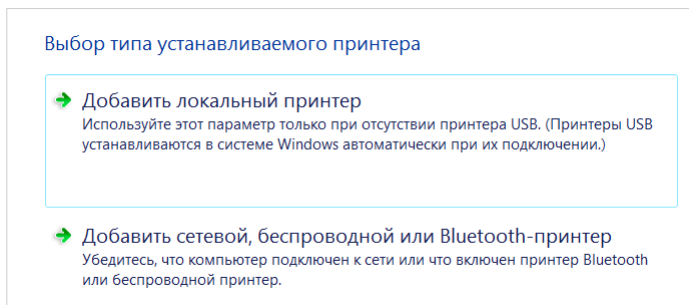 Выбор типа устанавливаемого принтера
Добавить локальный принтер
Используйте этот параметр только при отсутствии принтера USB. (Принтеры USB
устанавливаются в системе Windows автоматически при их подключении.)
Добавить сетевой, беспроводной или Bluetooth-принтер
Убедитесь, что компьютер подключен к сети или что включен принтер Bluetooth
или беспроводной принтер.